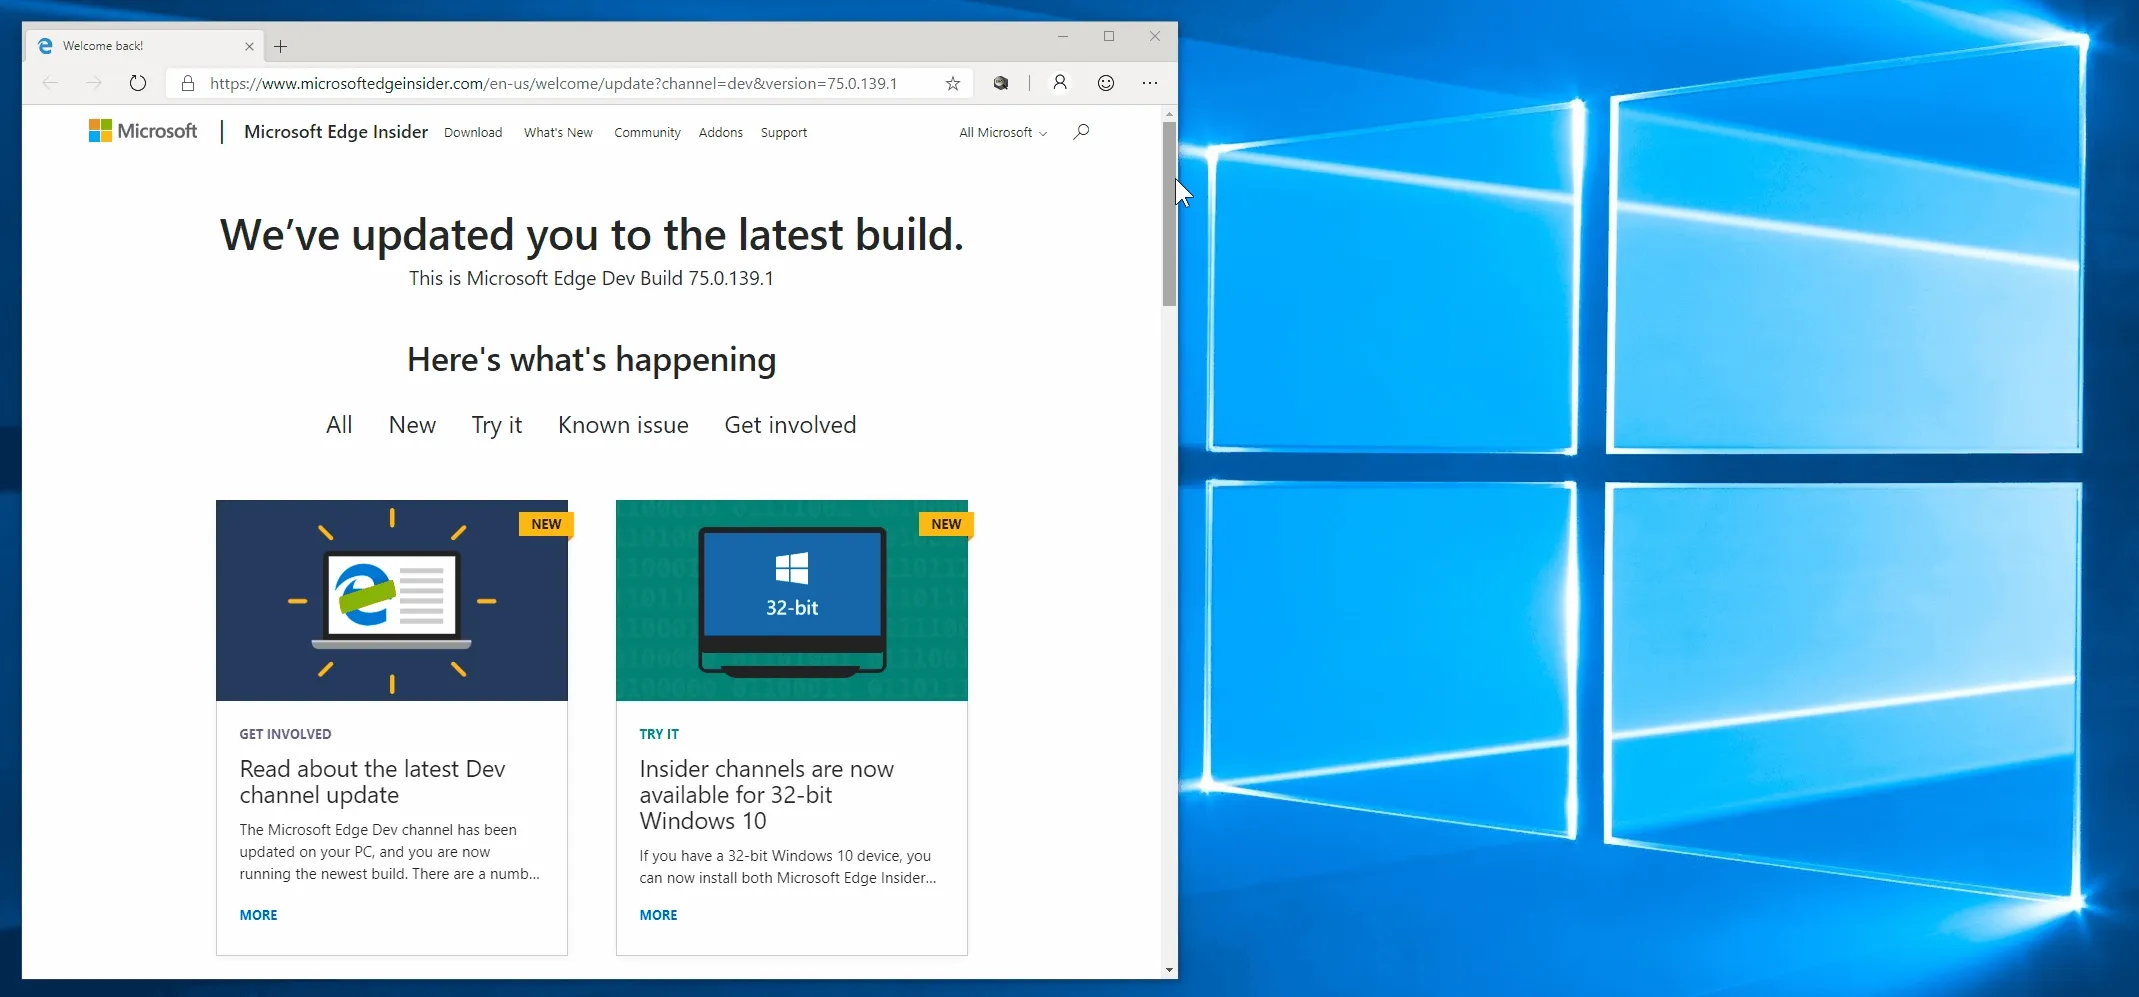 Welcome back!
https://www.microsoftedgeinsider.com/en-us/welcome/update?channel=dev&version=75.0.139.1
Microsoft | Microsoft Edge Insider Download What's New Community Addons Support All Microsoft
We’ve updated you to the latest build.
This is Microsoft Edge Dev Build 75.0.139.1
Here's what's happening
All New Try it Known issue Get involved
NEW
GET INVOLVED
Read about the latest Dev
channel update
The Microsoft Edge Dev channel has been
updated on your PC, and you are now
running the newest build. There are a numb...
MORE
NEW
32-bit
TRY IT
Insider channels are now
available for 32-bit
Windows 10
If you have a 32-bit Windows 10 device, you
can now install both Microsoft Edge Insider...
MORE